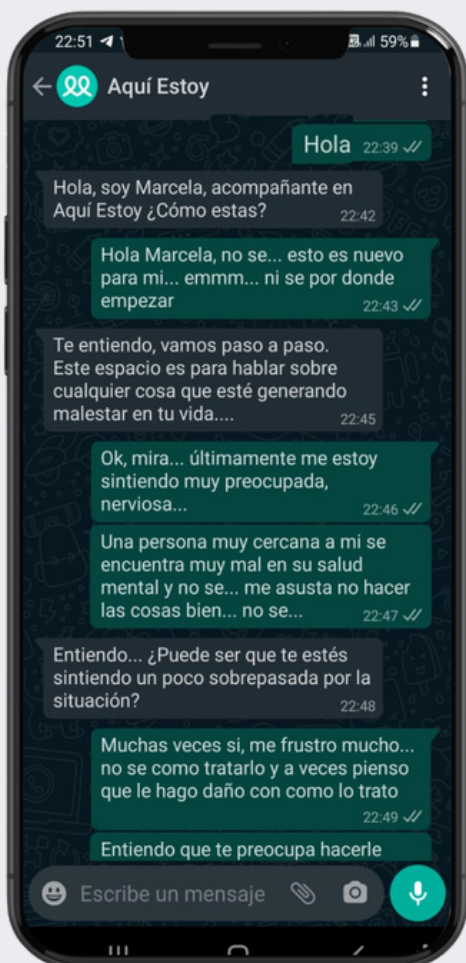 22:51
59%
Aquí Estoy
Hola 22:39
Hola, soy Marcela, acompañante en
Aquí Estoy ¿Cómo estas?
22:42
Hola Marcela, no se... esto es nuevo
para mi... emmm... ni se por donde
empezar
22:43
Te entiendo, vamos paso a paso.
Este espacio es para hablar sobre
cualquier cosa que esté generando
malestar en tu vida....
22:45
Ok, mira... últimamente me estoy
sintiendo muy preocupada,
nerviosa...
22:46
Una persona muy cercana a mi se
encuentra muy mal en su salud
mental y no se... me asusta no hacer
las cosas bien... no se...
22:47
Entiendo... ¿Puede ser que te estés
sintiendo un poco sobrepasada por la
situación?
22:48
Muchas veces si, me frustro mucho...
no se como tratarlo y a veces pienso
que le hago daño con como lo trato
22:49
Entiendo que te preocupa hacerle
Escribe un mensaje